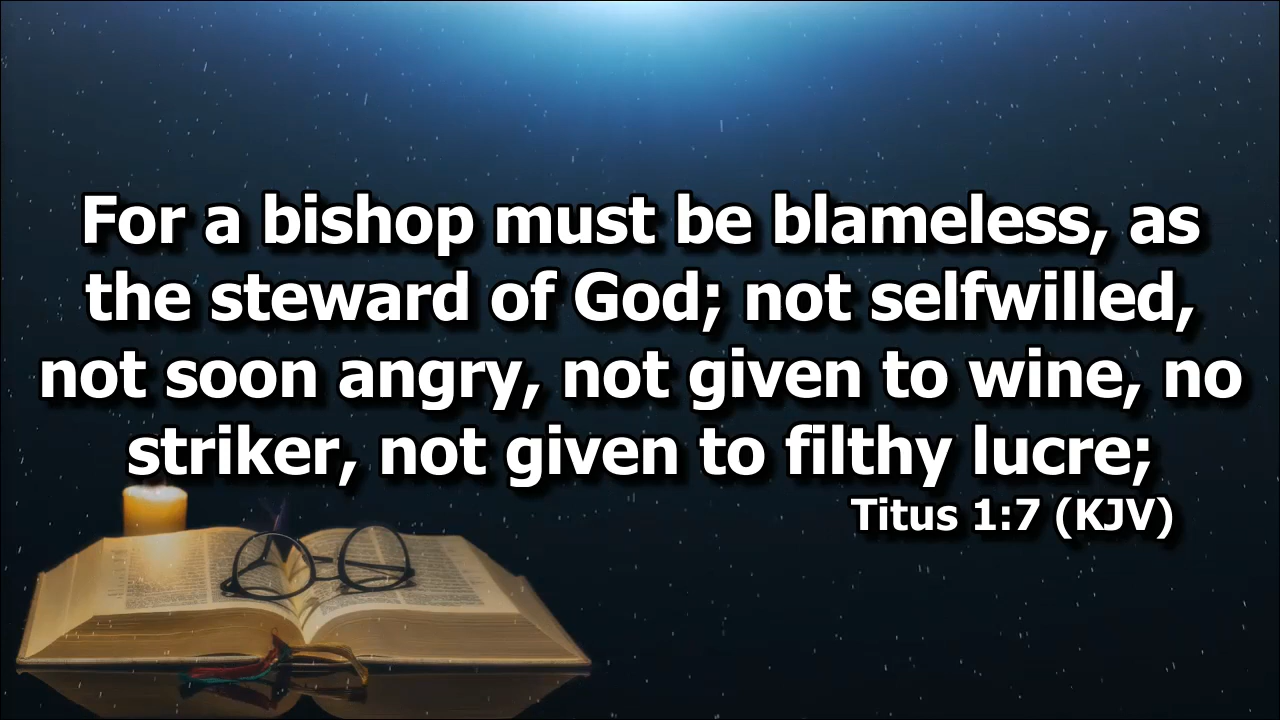 For a bishop must be blameless, as
the steward of God; not selfwilled,
not soon angry, not given to wine, no
striker, not given to filthy lucre;
Titus 1:7 (KJV)